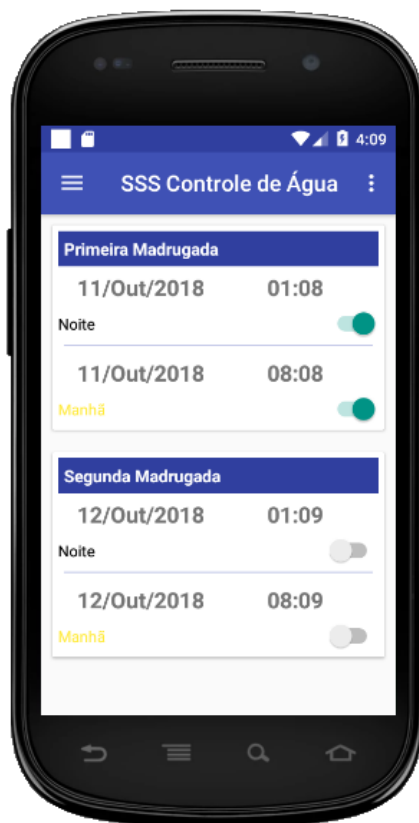 4:09
SSS Controle de Água
Primeira Madrugada
11/Out/2018 01:08
Noite
11/Out/2018 08:08
Manhã
Segunda Madrugada
12/Out/2018 01:09
Noite
12/Out/2018 08:09
Manhã